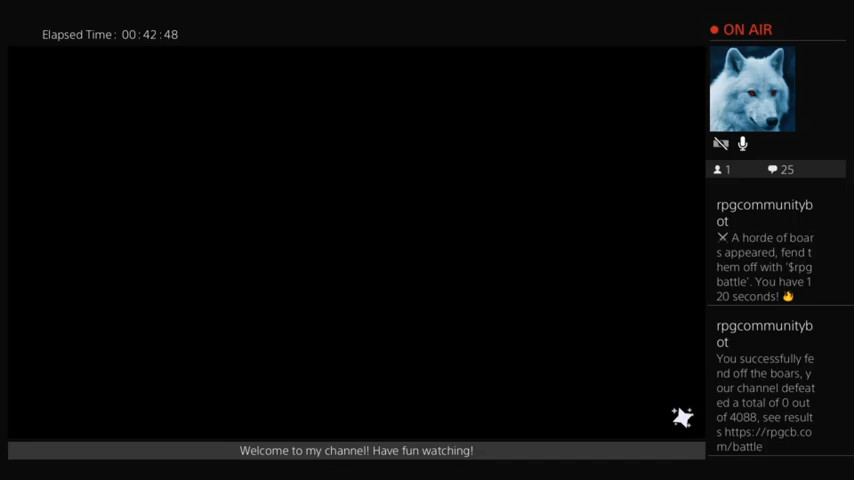 Elapsed Time: 00:42:48
ON AIR
1 25
rpgcommunityb
ot
⚔ A horde of boar
s appeared, fend t
hem off with '$rpg
battle'. You have 1
20 seconds! 🔥
rpgcommunityb
ot
You successfully fe
nd off the boars, y
our channel defeat
ed a total of 0 out
of 4088, see result
s https://rpgcb.co
m/battle
Welcome to my channel! Have fun watching!